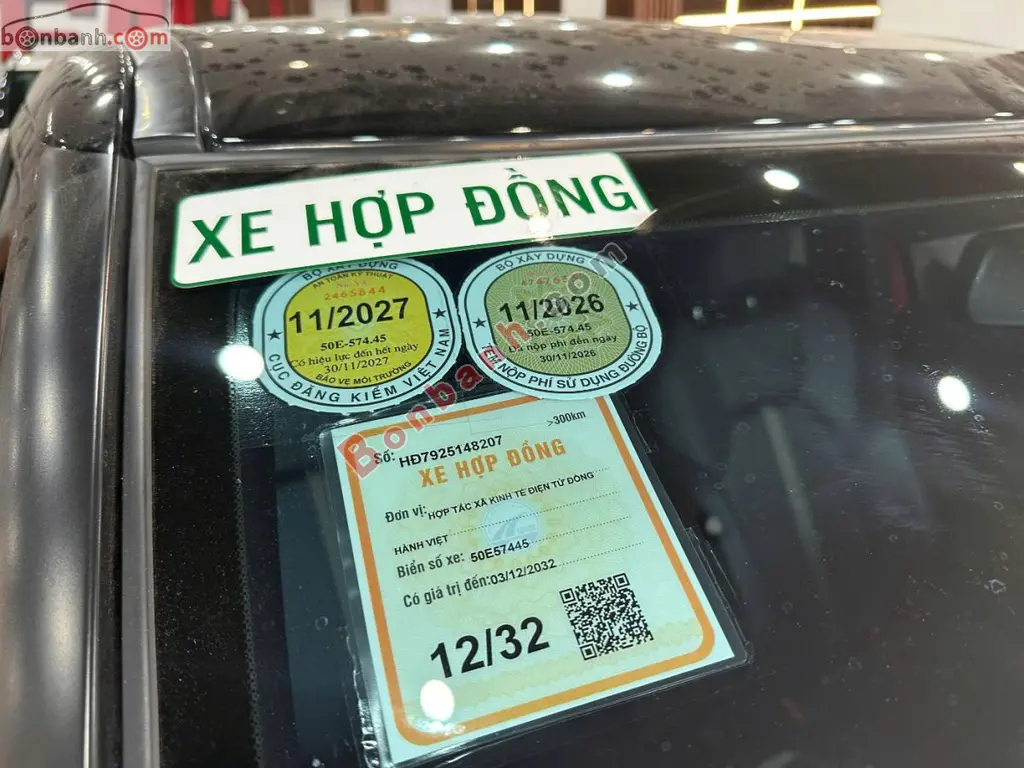 bonbanh.com
XE HỢP ĐỒNG
BỘ XÂY DỰNG
AN TOÀN KỸ THUẬT
2465844
11/2027
50E-574.45
Có hiệu lực đến hết ngày
30/11/2027
BẢO VỆ MÔI TRƯỜNG
CỤC ĐĂNG KIỂM VIỆT NAM
BỘ XÂY DỰNG
11/2026
50E-574.45
Đã nộp phí đến ngày
30/11/2026
TEM NỘP PHÍ SỬ DỤNG ĐƯỜNG BỘ
Bonbanh.com
>300km
Số: HĐ7925148207
XE HỢP ĐỒNG
Đơn vị: HỢP TÁC XÃ KINH TẾ ĐIỆN TỪ ĐỒNG
HÀNH VIỆT
Biển số xe: 50E57445
Có giá trị đến:03/12/2032
12/32